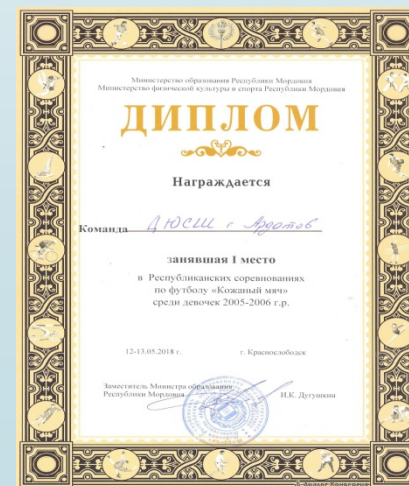 Министерство образования Республики Мордовия
Министерство физической культуры и спорта Республики Мордовия
ДИПЛОМ
Награждается
Команда ДЮСШ г Ардатов
занявшая I место
в Республиканских соревнованиях
по футболу «Кожаный мяч»
среди девочек 2005-2006 г.р.
12-13.05.2018 г. г. Краснослободск
Заместитель Министра образования
Республики Мордовия И.К. Дугушкин